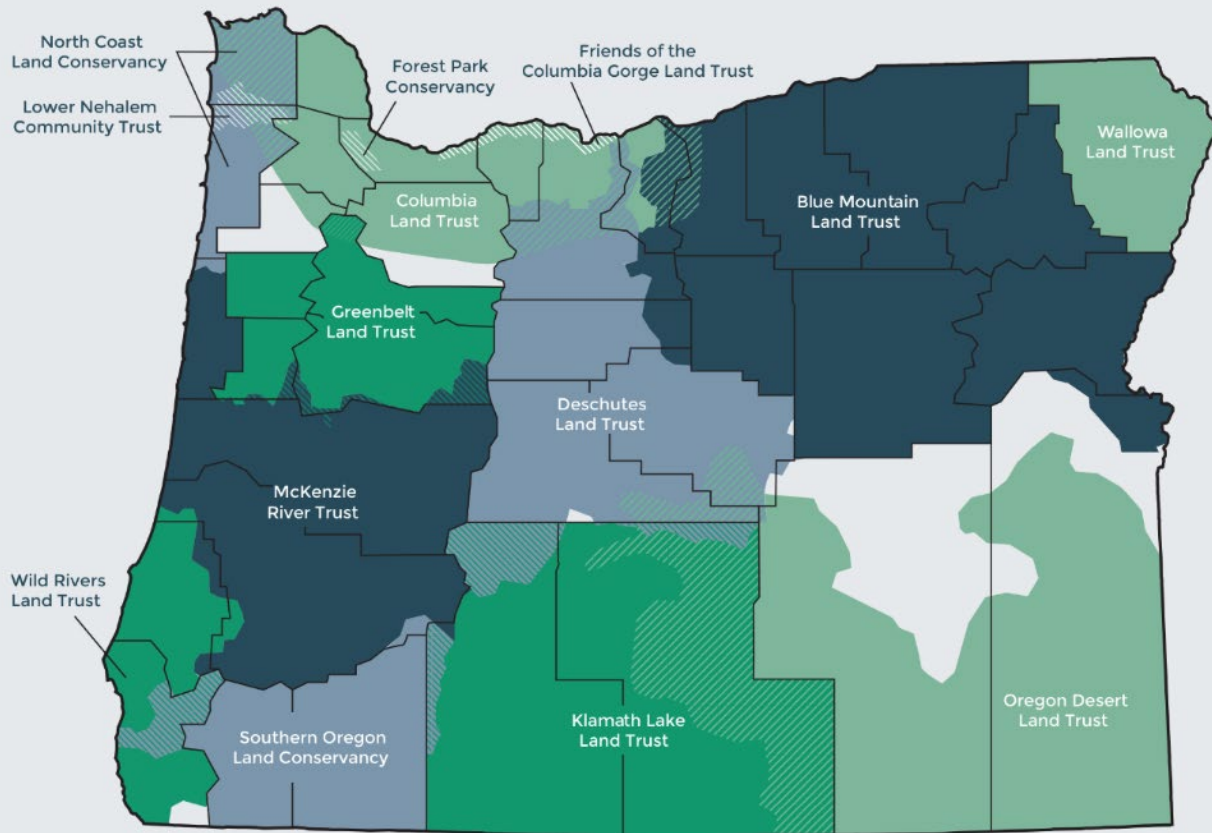 North Coast
Land Conservancy
Lower Nehalem
Community Trust
Forest Park
Conservancy
Friends of the
Columbia Gorge Land Trust
Wallowa
Land Trust
Columbia
Land Trust
Blue Mountain
Land Trust
Greenbelt
Land Trust
Deschutes
Land Trust
McKenzie
River Trust
Wild Rivers
Land Trust
Southern Oregon
Land Conservancy
Klamath Lake
Land Trust
Oregon Desert
Land Trust